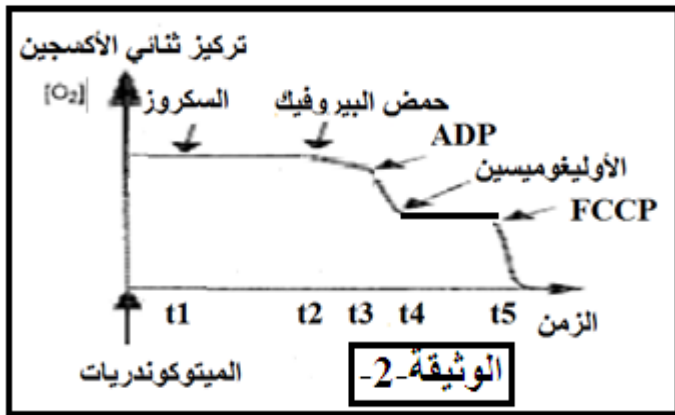 تركيز ثنائي الأكسجين
[O₂]
السكروز
حمض البيروفيك
ADP
الأوليغوميسين
FCCP
t1 t2 t3 t4 t5 الزمن
الميتوكوندريات
الوثيقة-2-